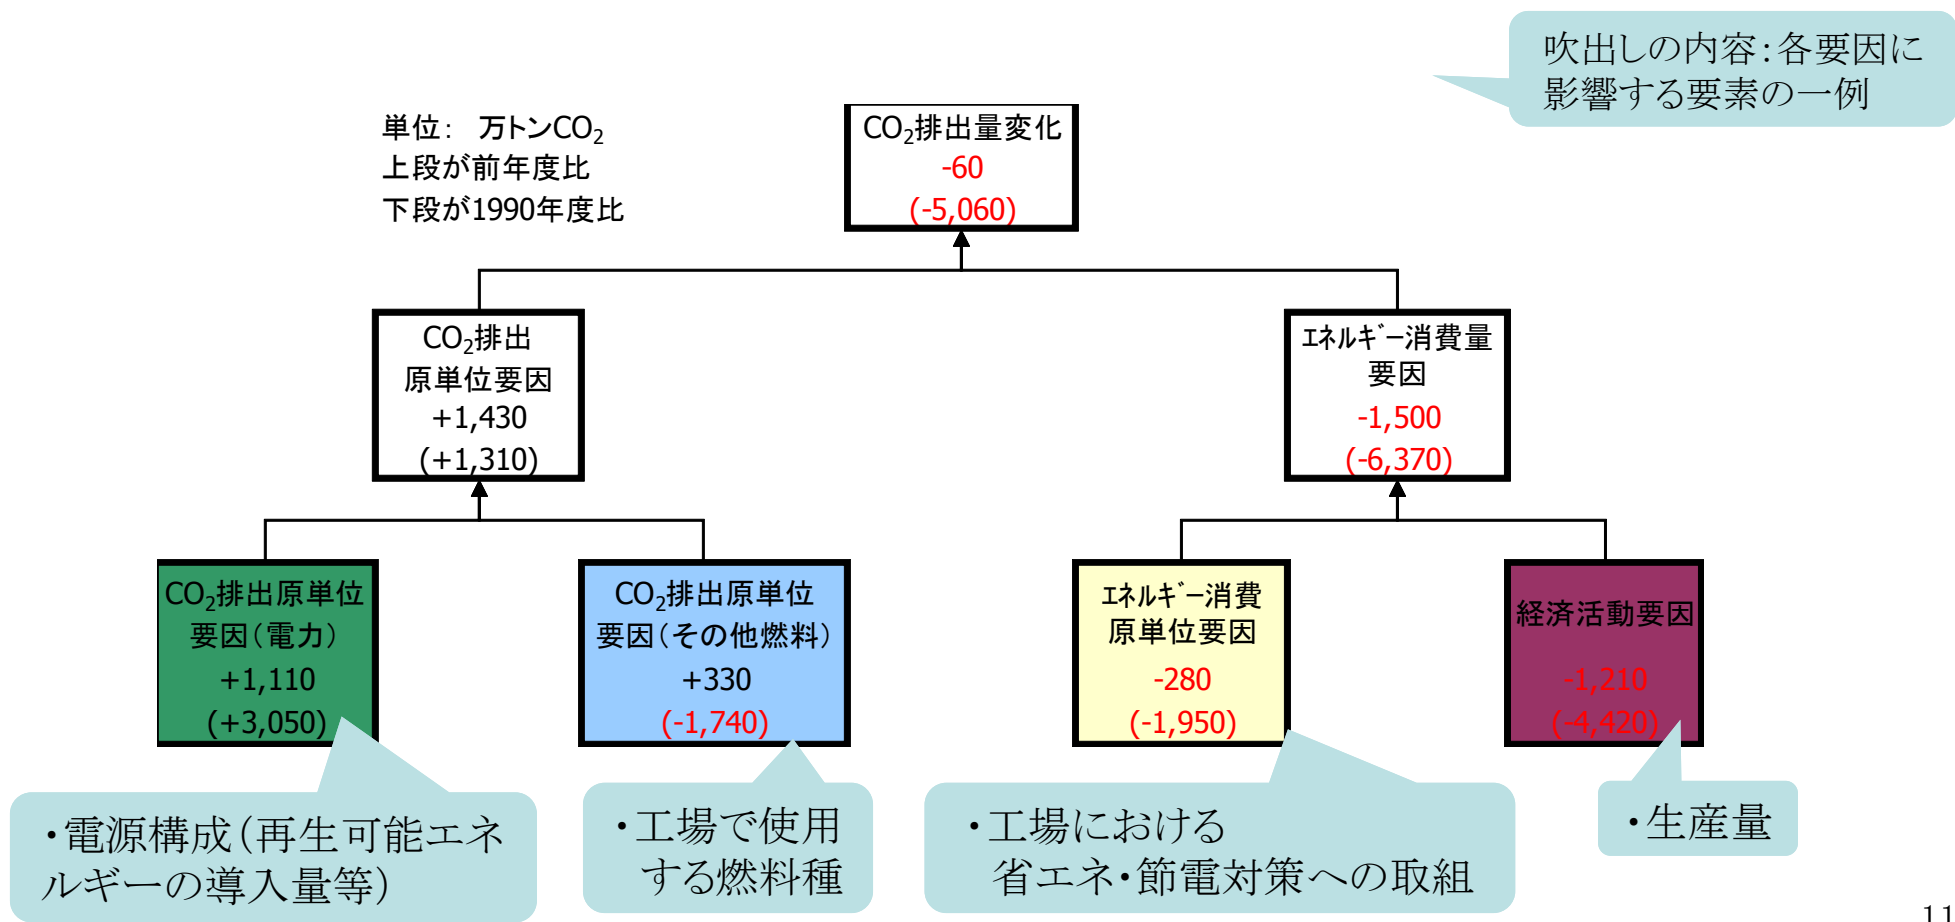 吹出しの内容：各要因に
影響する要素の一例
単位：　万トンCO₂
上段が前年度比
下段が1990年度比
CO₂排出量変化
-60
(-5,060)
CO₂排出
原単位要因
+1,430
(+1,310)
ｴﾈﾙｷﾞｰ消費量
要因
-1,500
(-6,370)
CO₂排出原単位
要因（電力）
+1,110
(+3,050)
CO₂排出原単位
要因（その他燃料）
+330
(-1,740)
ｴﾈﾙｷﾞｰ消費
原単位要因
-280
(-1,950)
経済活動要因
-1,210
(-4,420)
・電源構成（再生可能エネ
ルギーの導入量等）
・工場で使用
する燃料種
・工場における
省エネ・節電対策への取組
・生産量
11